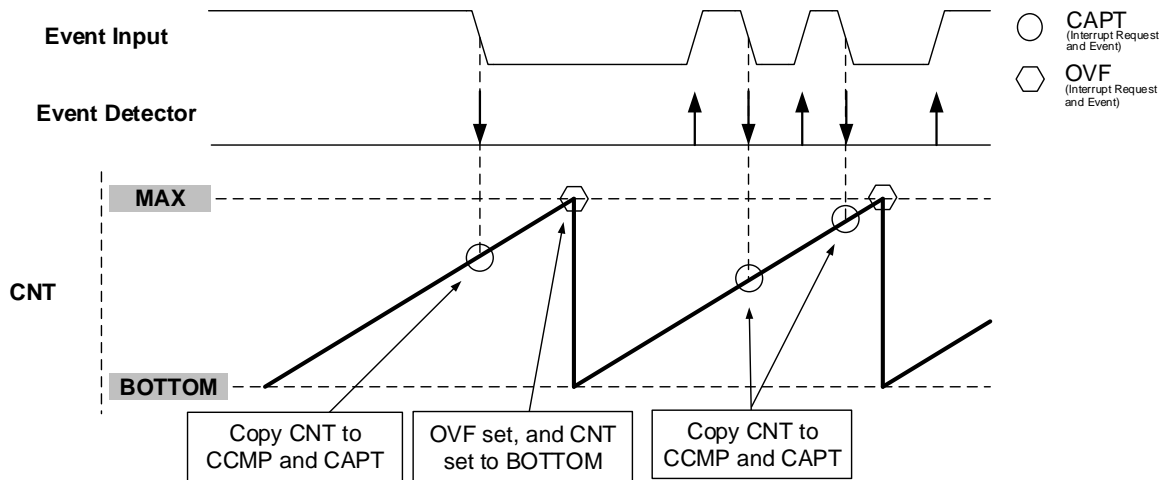 Event Input
CAPT
(Interrupt Request
and Event)
OVF
(Interrupt Request
and Event)
Event Detector
MAX
CNT
BOTTOM
Copy CNT to
CCMP and CAPT
OVF set, and CNT
set to BOTTOM
Copy CNT to
CCMP and CAPT